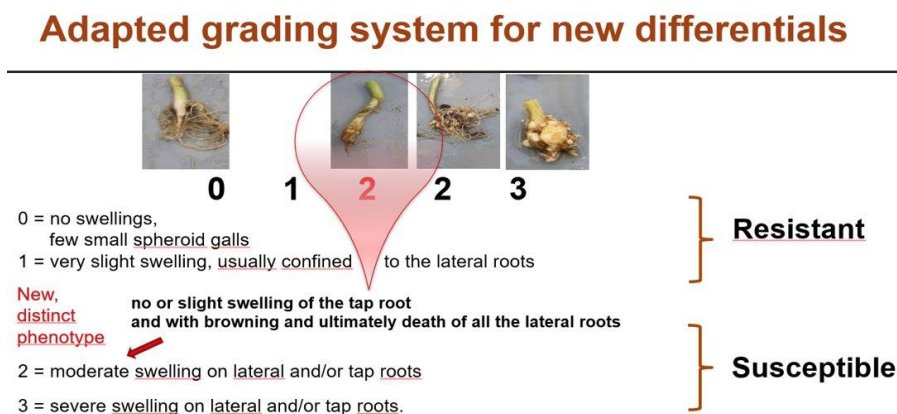 Adapted grading system for new differentials
0 1 2 2 3
0 = no swellings,
few small spheroid galls
1 = very slight swelling, usually confined to the lateral roots
Resistant
New,
distinct
phenotype
no or slight swelling of the tap root
and with browning and ultimately death of all the lateral roots
2 = moderate swelling on lateral and/or tap roots
3 = severe swelling on lateral and/or tap roots.
Susceptible